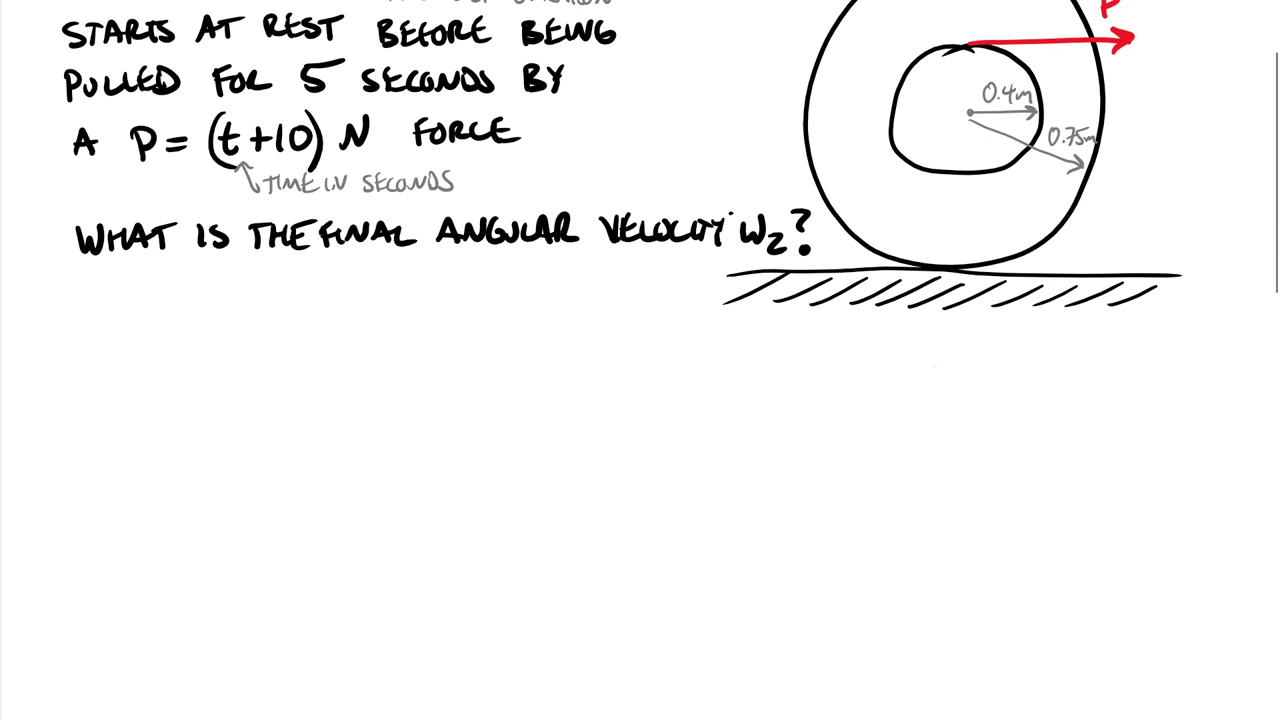 STARTS AT REST BEFORE BEING
PULLED FOR 5 SECONDS BY
A P = (t+10) N FORCE
TIME IN SECONDS
WHAT IS THE FINAL ANGULAR VELOCITY ω₂?
P
0.4m
0.75m